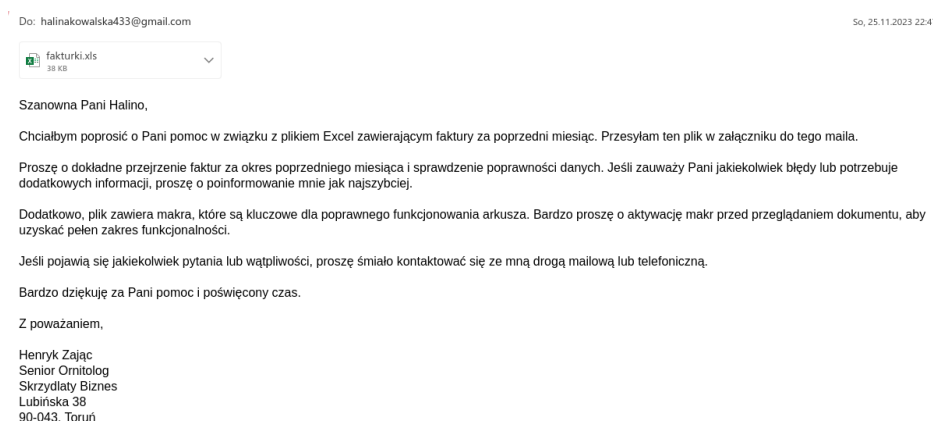 Do: halinakowalska433@gmail.com
So, 25.11.2023 22:4
fakturki.xls
38 KB
Szanowna Pani Halino,
Chciałbym poprosić o Pani pomoc w związku z plikiem Excel zawierającym faktury za poprzedni miesiąc. Przesyłam ten plik w załączniku do tego maila.
Proszę o dokładne przejrzenie faktur za okres poprzedniego miesiąca i sprawdzenie poprawności danych. Jeśli zauważy Pani jakiekolwiek błędy lub potrzebuje
dodatkowych informacji, proszę o poinformowanie mnie jak najszybciej.
Dodatkowo, plik zawiera makra, które są kluczowe dla poprawnego funkcjonowania arkusza. Bardzo proszę o aktywację makr przed przeglądaniem dokumentu, aby
uzyskać pełen zakres funkcjonalności.
Jeśli pojawią się jakiekolwiek pytania lub wątpliwości, proszę śmiało kontaktować się ze mną drogą mailową lub telefoniczną.
Bardzo dziękuję za Pani pomoc i poświęcony czas.
Z poważaniem,
Henryk Zając
Senior Ornitolog
Skrzydlaty Biznes
Lubińska 38
90-043, Toruń